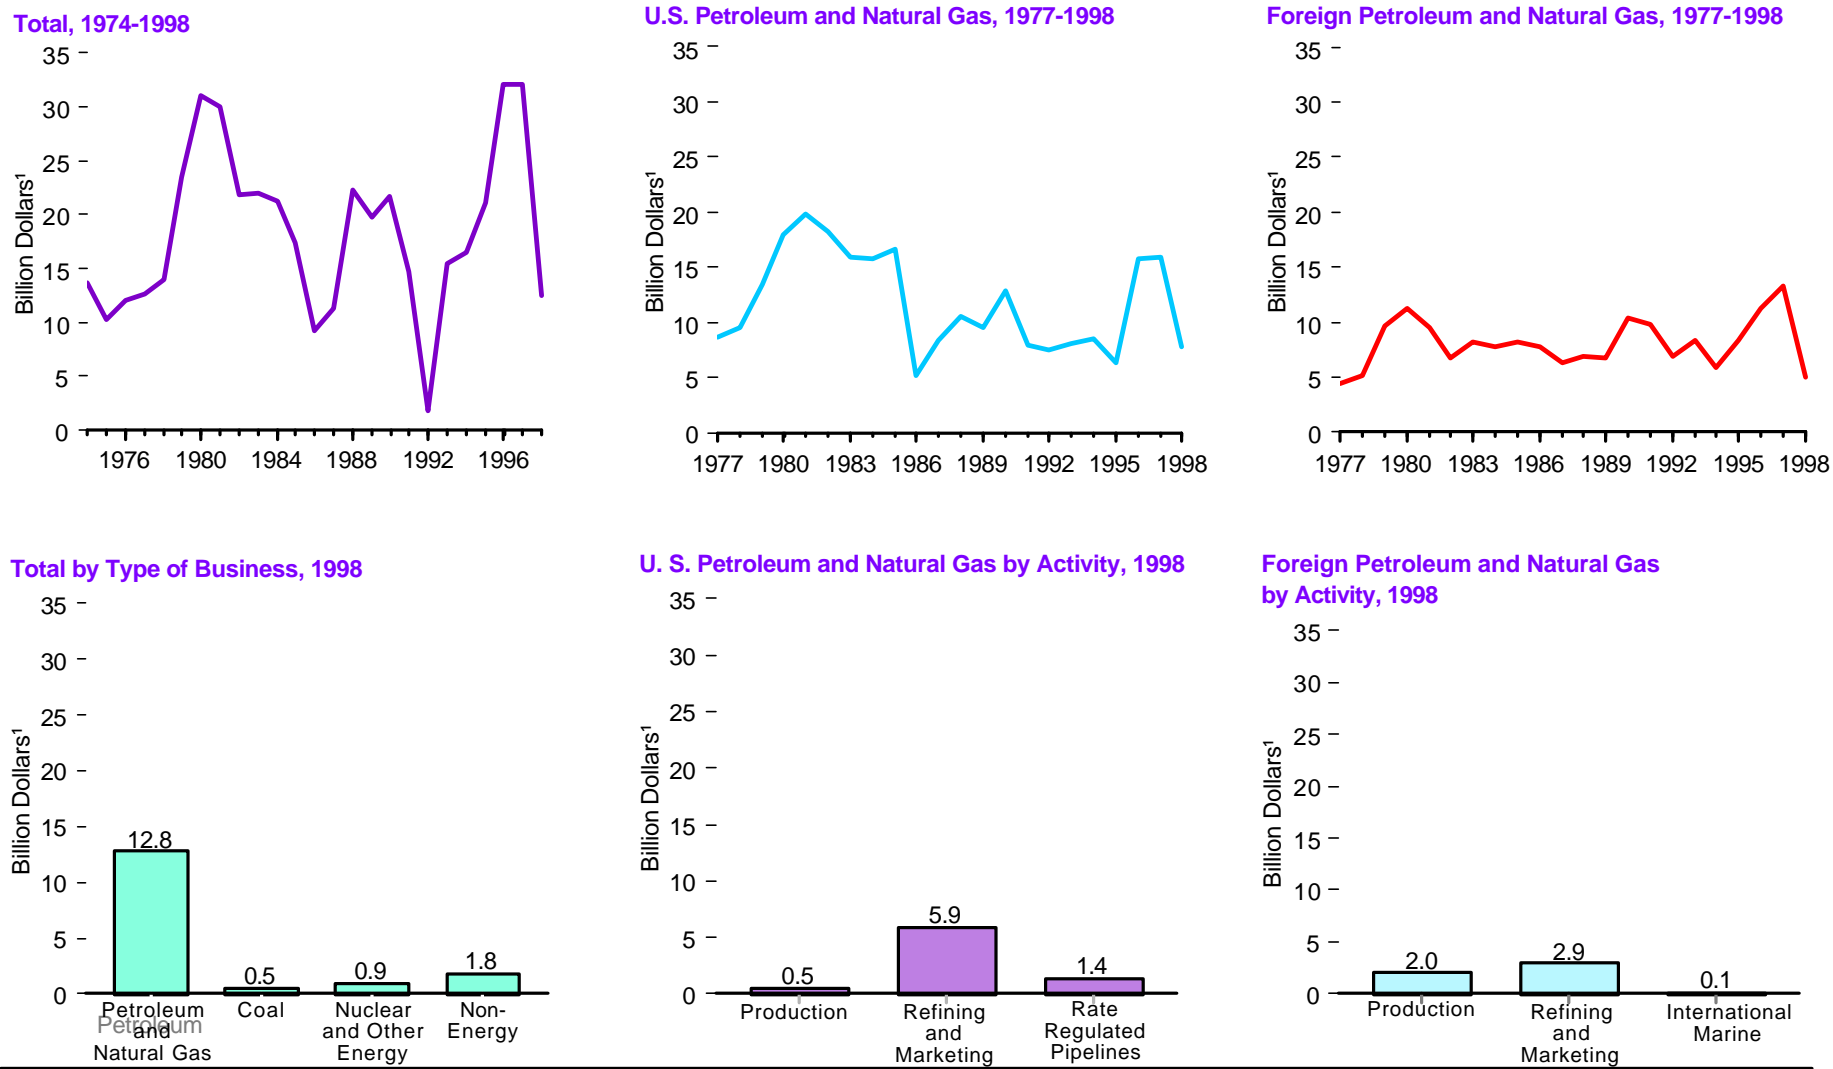 Total, 1974-1998
35
30
25
20
15
10
5
0
Billion Dollars¹
1976 1980 1984 1988 1992 1996
U.S. Petroleum and Natural Gas, 1977-1998
35
30
25
20
15
10
5
0
Billion Dollars¹
1977 1980 1983 1986 1989 1992 1995 1998
Foreign Petroleum and Natural Gas, 1977-1998
35
30
25
20
15
10
5
0
Billion Dollars¹
1977 1980 1983 1986 1989 1992 1995 1998
Total by Type of Business, 1998
35
30
25
20
15
10
5
0
Billion Dollars¹
12.8
0.5
0.9
1.8
Petroleum
Petroleum
and
Natural Gas
Coal
Nuclear
and Other
Energy
Non-
Energy
U. S. Petroleum and Natural Gas by Activity, 1998
35
30
25
20
15
10
5
0
Billion Dollars¹
0.5
5.9
1.4
Production
Refining
and
Marketing
Rate
Regulated
Pipelines
Foreign Petroleum and Natural Gas
by Activity, 1998
35
30
25
20
15
10
5
0
Billion Dollars¹
2.0
2.9
0.1
Production
Refining
and
Marketing
International
Marine